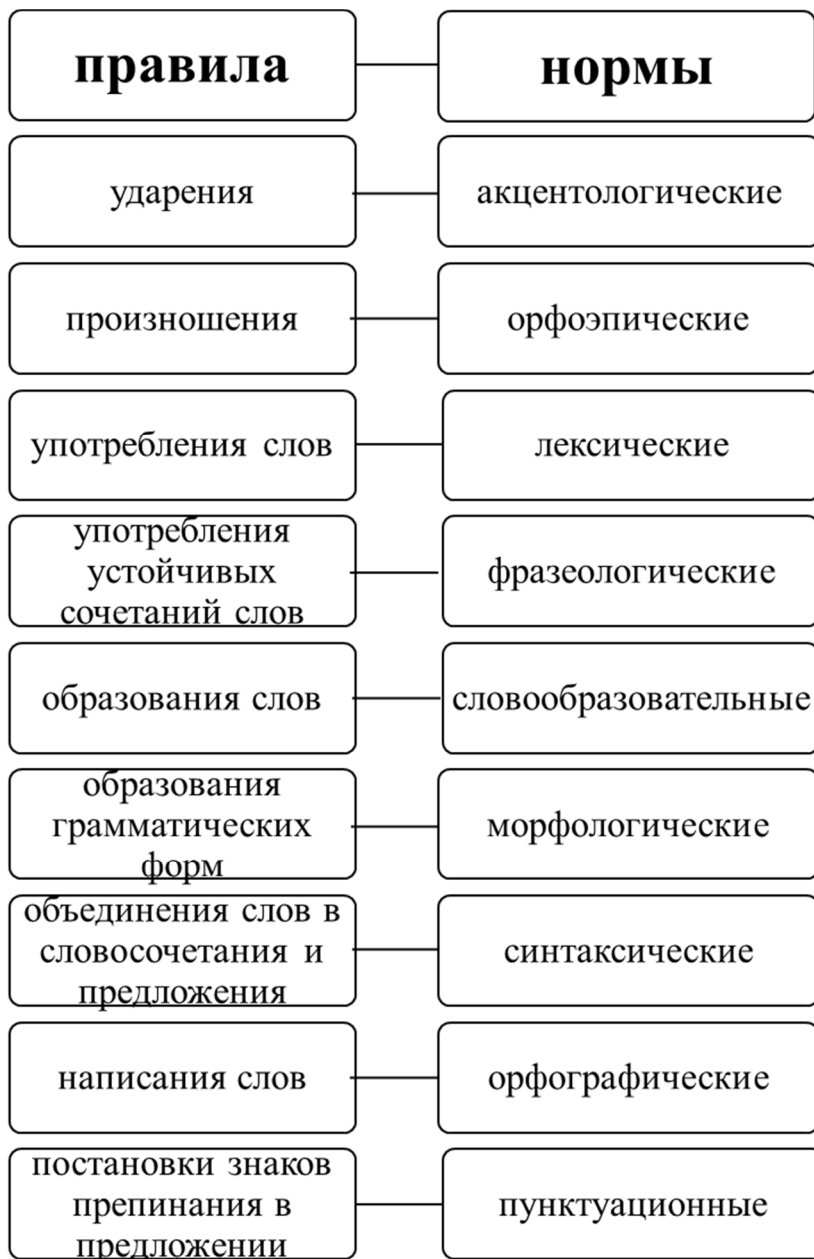 правила
нормы
ударения
акцентологические
произношения
орфоэпические
употребления слов
лексические
употребления
устойчивых
сочетаний слов
фразеологические
образования слов
словообразовательные
образования
грамматических
форм
морфологические
объединения слов в
словосочетания и
предложения
синтаксические
написания слов
орфографические
постановки знаков
препинания в
предложении
пунктуационные